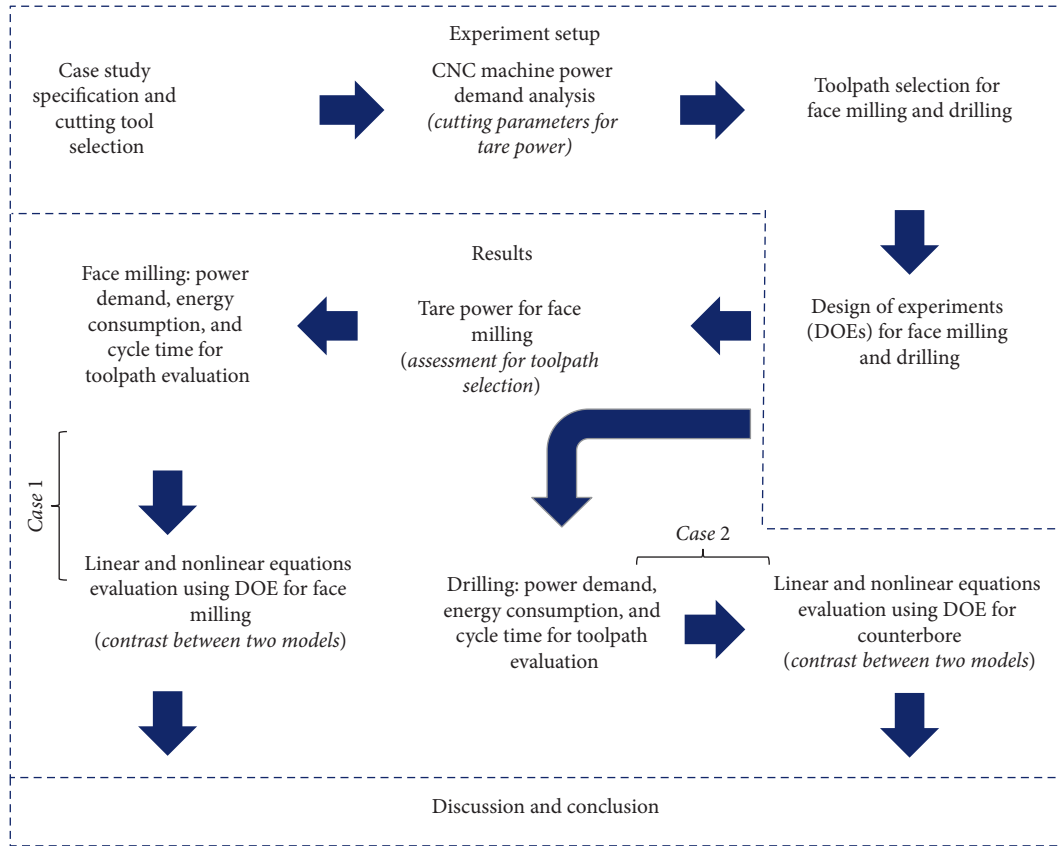 Experiment setup
Case study
specification and
cutting tool
selection
CNC machine power
demand analysis
(cutting parameters for
tare power)
Toolpath selection for
face milling and drilling
Design of experiments
(DOEs) for face milling
and drilling
Results
Tare power for face
milling
(assessment for toolpath
selection)
Face milling: power
demand, energy
consumption, and
cycle time for
toolpath evaluation
Case 1
Linear and nonlinear equations
evaluation using DOE for face
milling
(contrast between two models)
Case 2
Drilling: power demand,
energy consumption, and
cycle time for toolpath
evaluation
Linear and nonlinear equations
evaluation using DOE for
counterbore
(contrast between two models)
Discussion and conclusion